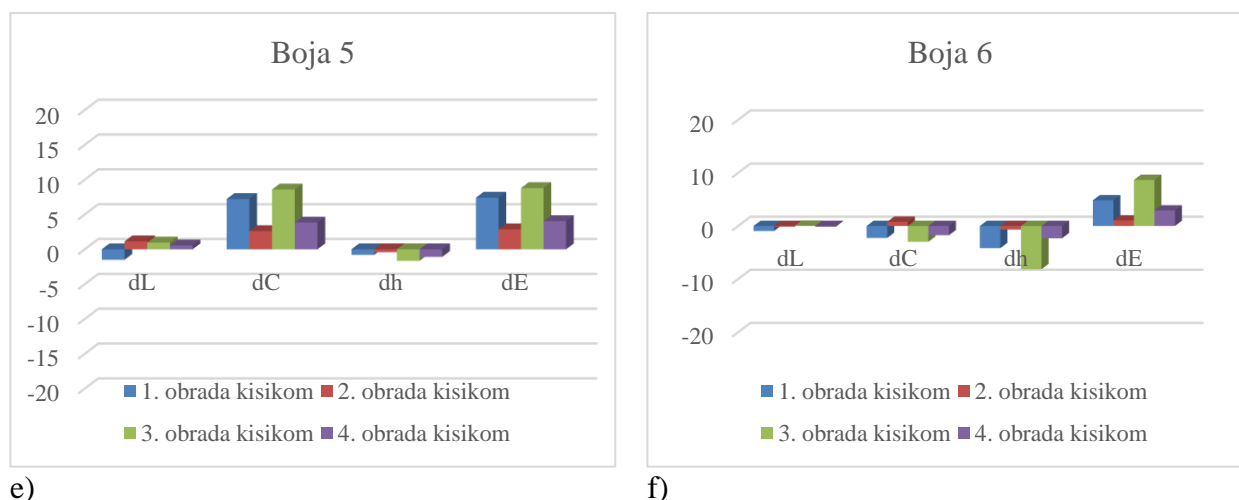 Boja 5
20
15
10
5
0
-5
-10
-15
-20
dL dC dh dE
1. obrada kisikom 2. obrada kisikom
3. obrada kisikom 4. obrada kisikom
e)
Boja 6
20
10
0
-10
-20
dL dC dh dE
1. obrada kisikom 2. obrada kisikom
3. obrada kisikom 4. obrada kisikom
f)